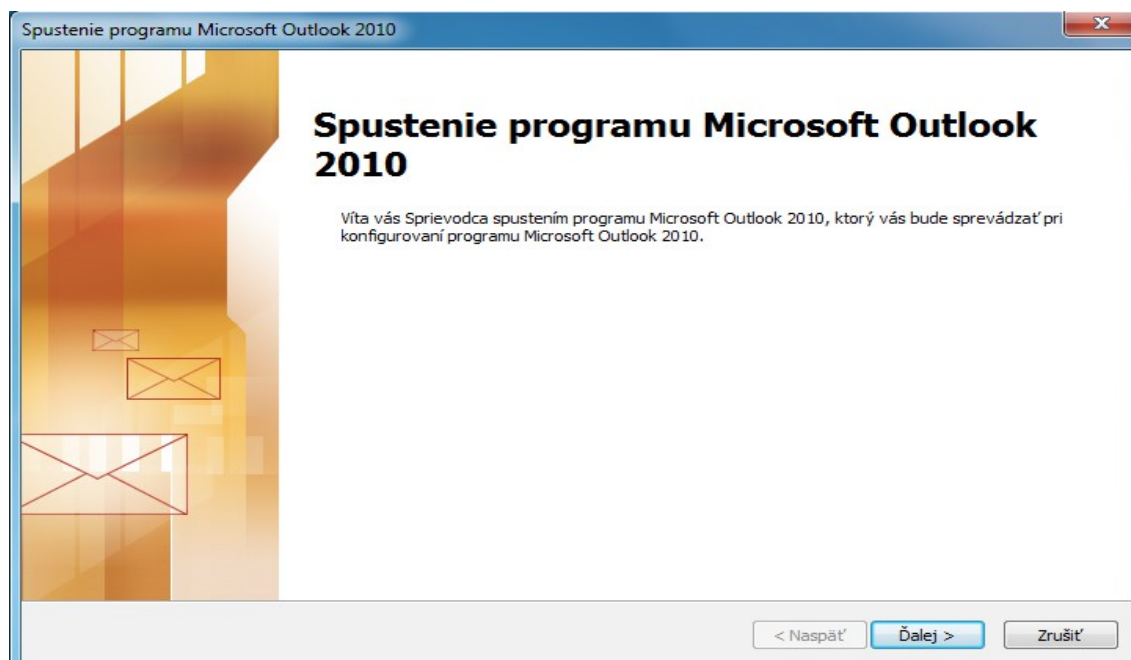 Spustenie programu Microsoft Outlook 2010
Spustenie programu Microsoft Outlook
2010
Víta vás Sprievodca spustením programu Microsoft Outlook 2010, ktorý vás bude sprevádzať pri
konfigurovaní programu Microsoft Outlook 2010.
< Naspäť Ďalej > Zrušiť